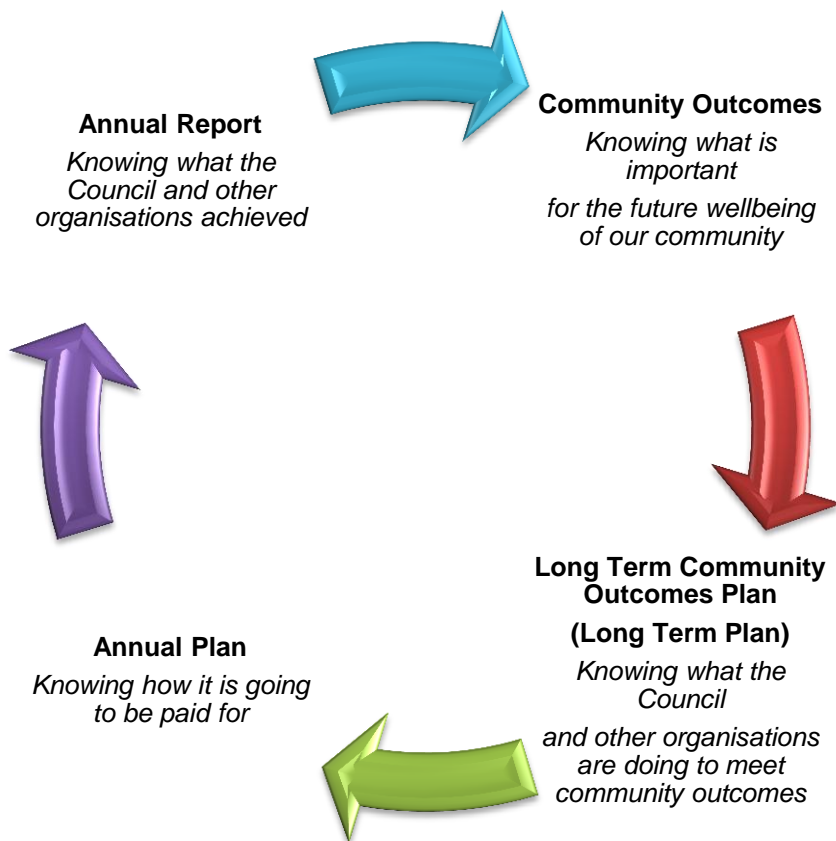 Annual Report
Knowing what the
Council and other
organisations achieved
Community Outcomes
Knowing what is
important
for the future wellbeing
of our community
Long Term Community
Outcomes Plan
(Long Term Plan)
Knowing what the
Council
and other organisations
are doing to meet
community outcomes
Annual Plan
Knowing how it is going
to be paid for